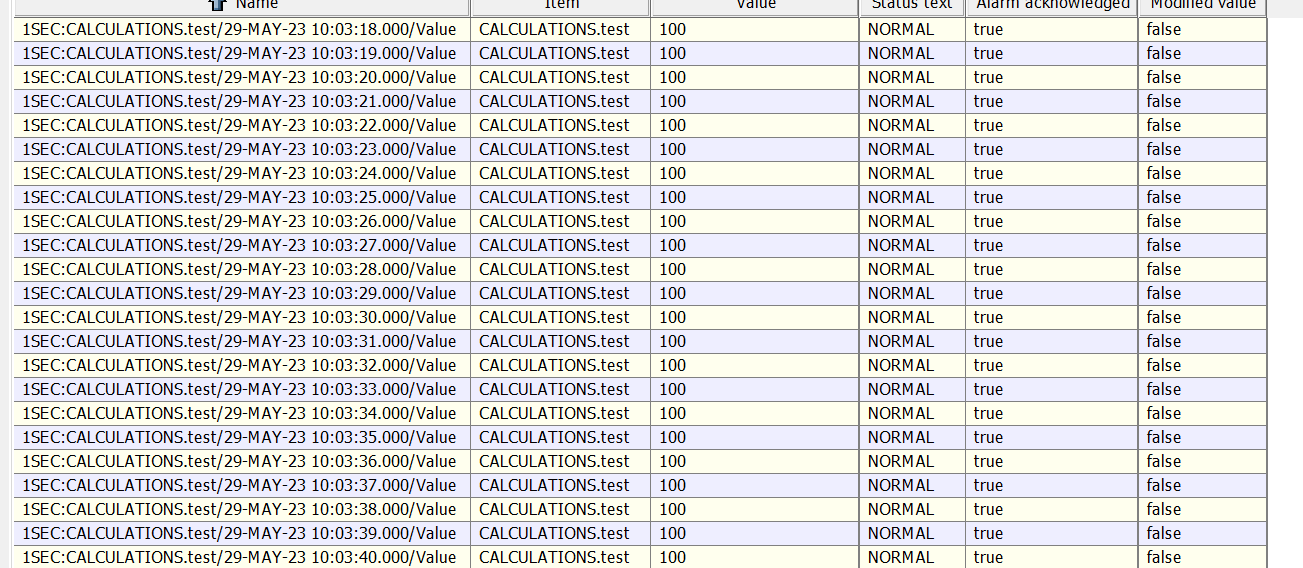 Name Item Value Status text Alarm acknowledged Modified value
1SEC:CALCULATIONS.test/29-MAY-23 10:03:18.000/Value CALCULATIONS.test 100 NORMAL true false
1SEC:CALCULATIONS.test/29-MAY-23 10:03:19.000/Value CALCULATIONS.test 100 NORMAL true false
1SEC:CALCULATIONS.test/29-MAY-23 10:03:20.000/Value CALCULATIONS.test 100 NORMAL true false
1SEC:CALCULATIONS.test/29-MAY-23 10:03:21.000/Value CALCULATIONS.test 100 NORMAL true false
1SEC:CALCULATIONS.test/29-MAY-23 10:03:22.000/Value CALCULATIONS.test 100 NORMAL true false
1SEC:CALCULATIONS.test/29-MAY-23 10:03:23.000/Value CALCULATIONS.test 100 NORMAL true false
1SEC:CALCULATIONS.test/29-MAY-23 10:03:24.000/Value CALCULATIONS.test 100 NORMAL true false
1SEC:CALCULATIONS.test/29-MAY-23 10:03:25.000/Value CALCULATIONS.test 100 NORMAL true false
1SEC:CALCULATIONS.test/29-MAY-23 10:03:26.000/Value CALCULATIONS.test 100 NORMAL true false
1SEC:CALCULATIONS.test/29-MAY-23 10:03:27.000/Value CALCULATIONS.test 100 NORMAL true false
1SEC:CALCULATIONS.test/29-MAY-23 10:03:28.000/Value CALCULATIONS.test 100 NORMAL true false
1SEC:CALCULATIONS.test/29-MAY-23 10:03:29.000/Value CALCULATIONS.test 100 NORMAL true false
1SEC:CALCULATIONS.test/29-MAY-23 10:03:30.000/Value CALCULATIONS.test 100 NORMAL true false
1SEC:CALCULATIONS.test/29-MAY-23 10:03:31.000/Value CALCULATIONS.test 100 NORMAL true false
1SEC:CALCULATIONS.test/29-MAY-23 10:03:32.000/Value CALCULATIONS.test 100 NORMAL true false
1SEC:CALCULATIONS.test/29-MAY-23 10:03:33.000/Value CALCULATIONS.test 100 NORMAL true false
1SEC:CALCULATIONS.test/29-MAY-23 10:03:34.000/Value CALCULATIONS.test 100 NORMAL true false
1SEC:CALCULATIONS.test/29-MAY-23 10:03:35.000/Value CALCULATIONS.test 100 NORMAL true false
1SEC:CALCULATIONS.test/29-MAY-23 10:03:36.000/Value CALCULATIONS.test 100 NORMAL true false
1SEC:CALCULATIONS.test/29-MAY-23 10:03:37.000/Value CALCULATIONS.test 100 NORMAL true false
1SEC:CALCULATIONS.test/29-MAY-23 10:03:38.000/Value CALCULATIONS.test 100 NORMAL true false
1SEC:CALCULATIONS.test/29-MAY-23 10:03:39.000/Value CALCULATIONS.test 100 NORMAL true false
1SEC:CALCULATIONS.test/29-MAY-23 10:03:40.000/Value CALCULATIONS.test 100 NORMAL true false